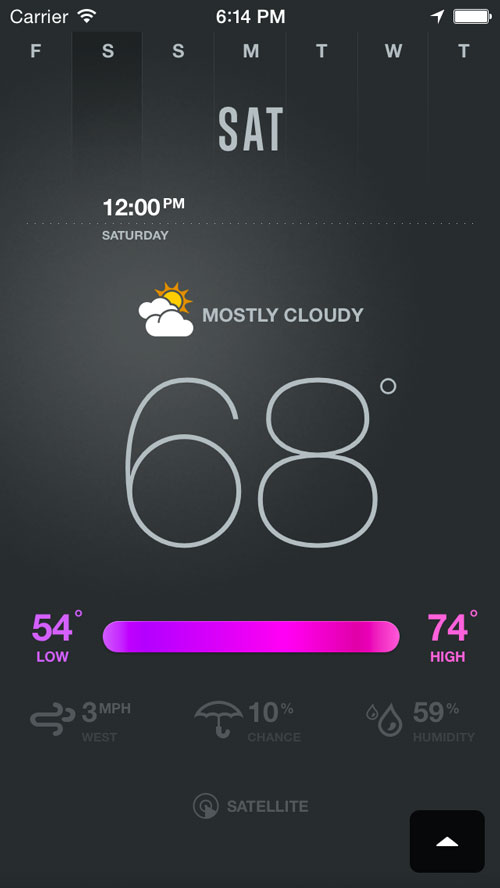 Carrier 6:14 PM
F S S M T W T
SAT
12:00 PM
SATURDAY
MOSTLY CLOUDY
68°
54° 74°
LOW HIGH
3 MPH 10% 59%
WEST CHANCE HUMIDITY
SATELLITE